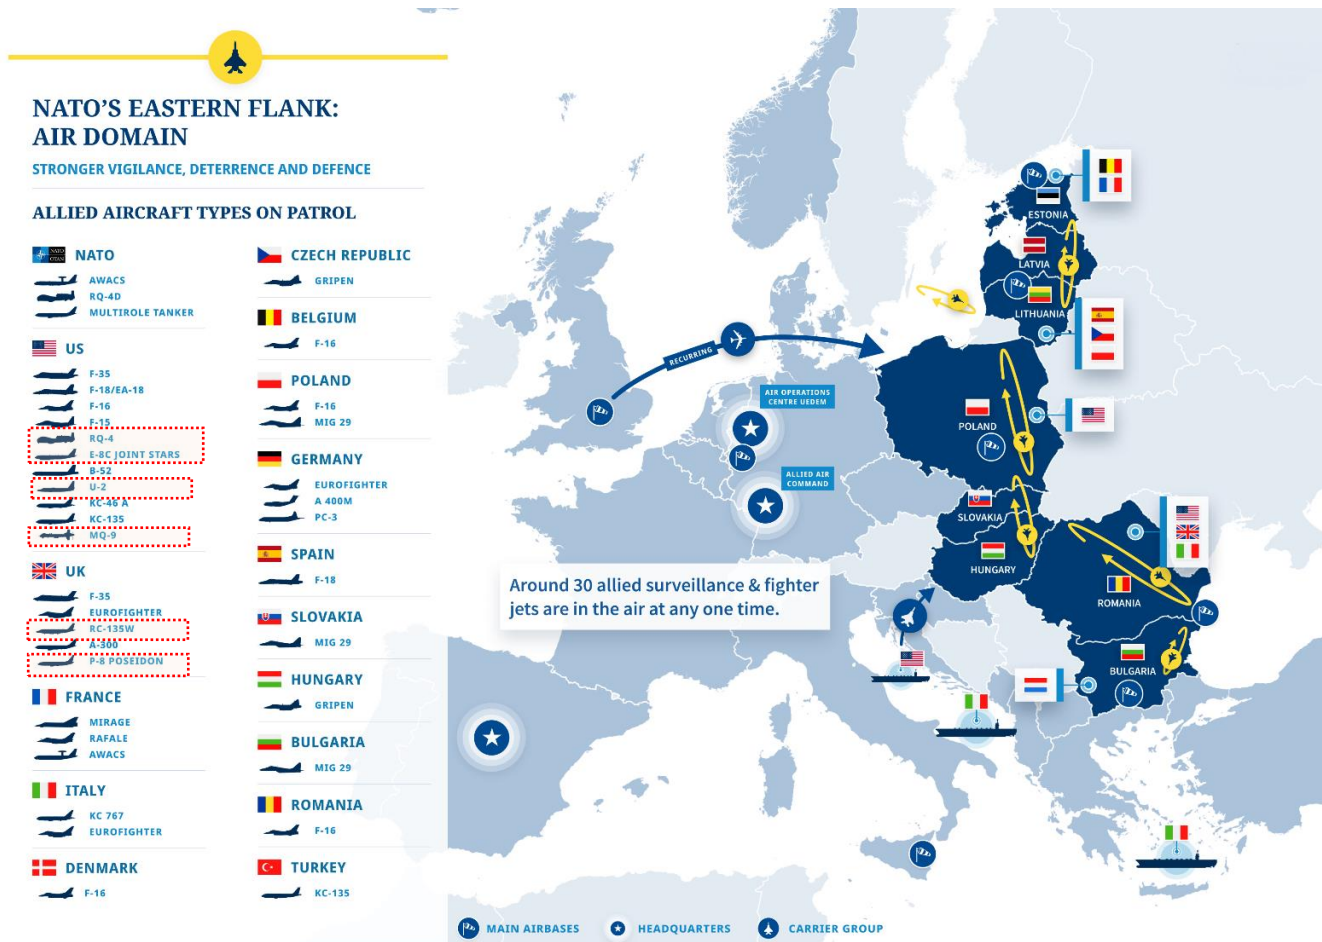 NATO'S EASTERN FLANK:
AIR DOMAIN
STRONGER VIGILANCE, DETERRENCE AND DEFENCE
ALLIED AIRCRAFT TYPES ON PATROL
NATO
AWACS
RQ-4D
MULTIROLE TANKER
US
F-35
F-18/EA-18
F-16
F-15
RQ-4
E-8C JOINT STARS
B-52
U-2
KC-46 A
KC-135
MQ-9
UK
F-35
EUROFIGHTER
RC-135W
A-300
P-8 POSEIDON
FRANCE
MIRAGE
RAFALE
AWACS
ITALY
KC 767
EUROFIGHTER
DENMARK
F-16
CZECH REPUBLIC
GRIPEN
BELGIUM
F-16
POLAND
F-16
MIG 29
GERMANY
EUROFIGHTER
A 400M
PC-3
SPAIN
F-18
SLOVAKIA
MIG 29
HUNGARY
GRIPEN
BULGARIA
MIG 29
ROMANIA
F-16
TURKEY
KC-135
ESTONIA
LATVIA
LITHUANIA
RECURRING
AIR OPERATIONS
CENTRE UEDEM
POLAND
ALLIED AIR
COMMAND
SLOVAKIA
HUNGARY
ROMANIA
BULGARIA
Around 30 allied surveillance & fighter
jets are in the air at any one time.
MAIN AIRBASES
HEADQUARTERS
CARRIER GROUP